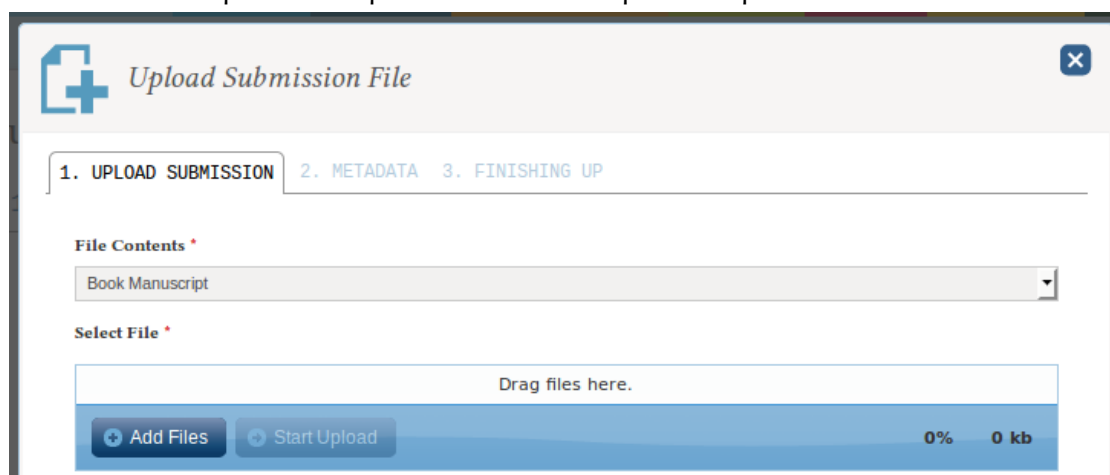 Upload Submission File
1. UPLOAD SUBMISSION 2. METADATA 3. FINISHING UP
File Contents *
Book Manuscript
Select File *
Drag files here.
Add Files Start Upload 0% 0 kb